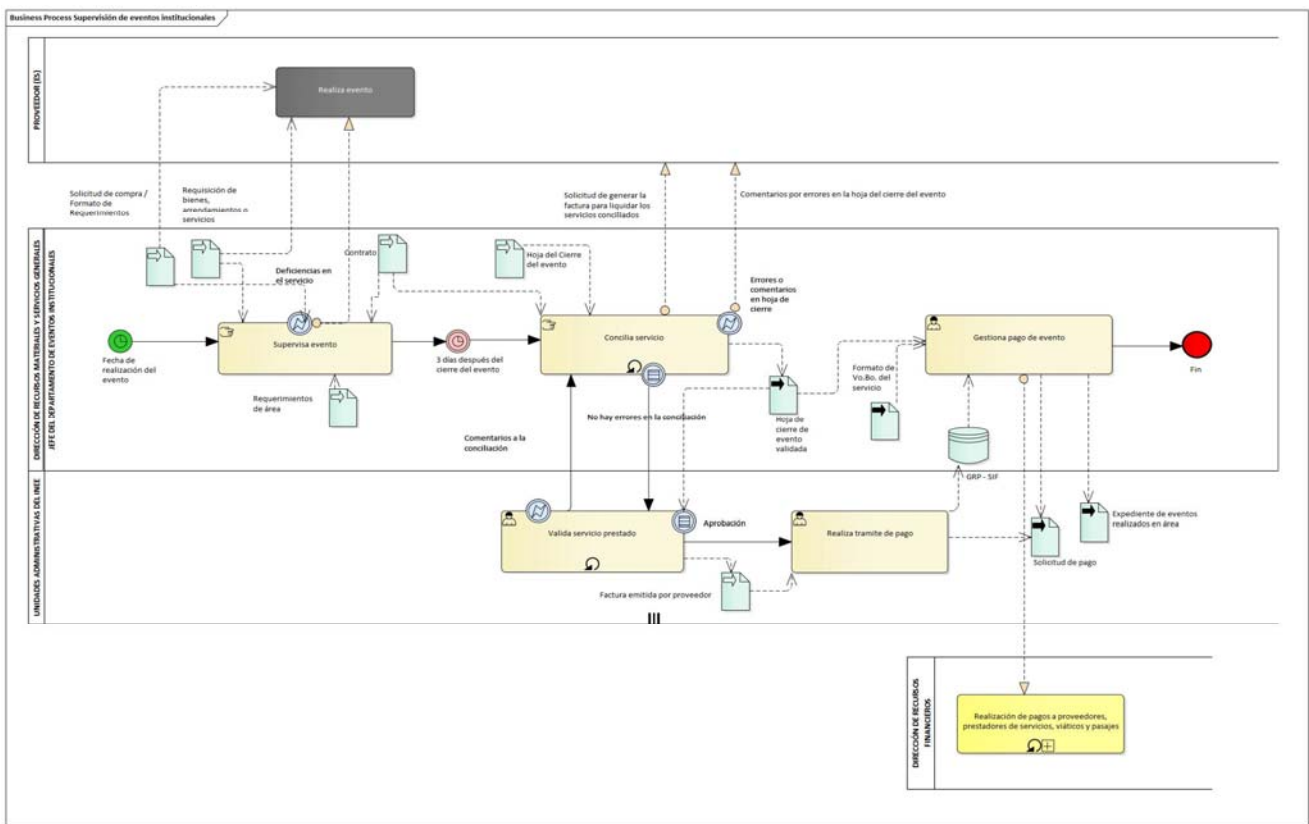 Business Process Supervisión de eventos institucionales
PROVEEDOR (ES)
Realiza evento
Solicitud de compra /
Formato de
Requerimientos
Requisición de
bienes,
arrendamientos o
servicios
Solicitud de generar la
factura para liquidar los
servicios conciliados
Comentarios por errores en la hoja del cierre del evento
DIRECCIÓN DE RECURSOS MATERIALES Y SERVICIOS GENERALES
JEFE DEL DEPARTAMENTO DE EVENTOS INSTITUCIONALES
Deficiencias en
el servicio
Contrato
Hoja del Cierre
del evento
Errores o
comentarios
en hoja de
cierre
Fecha de
realización del
evento
Supervisa evento
3 días después del
cierre del evento
Concilia servicio
Gestiona pago de evento
Fin
Requerimientos
de área
Formato de
Vo.Bo. del
servicio
No hay errores en la conciliación
Hoja de
cierre de
evento
validada
Comentarios a la
conciliación
GRP - SIF
UNIDADES ADMINISTRATIVAS DEL INEE
Valida servicio prestado
Aprobación
Realiza tramite de pago
Expediente de eventos
realizados en área
Solicitud de pago
Factura emitida por proveedor
DIRECCIÓN DE RECURSOS
FINANCIEROS
Realización de pagos a proveedores,
prestadores de servicios, viáticos y pasajes